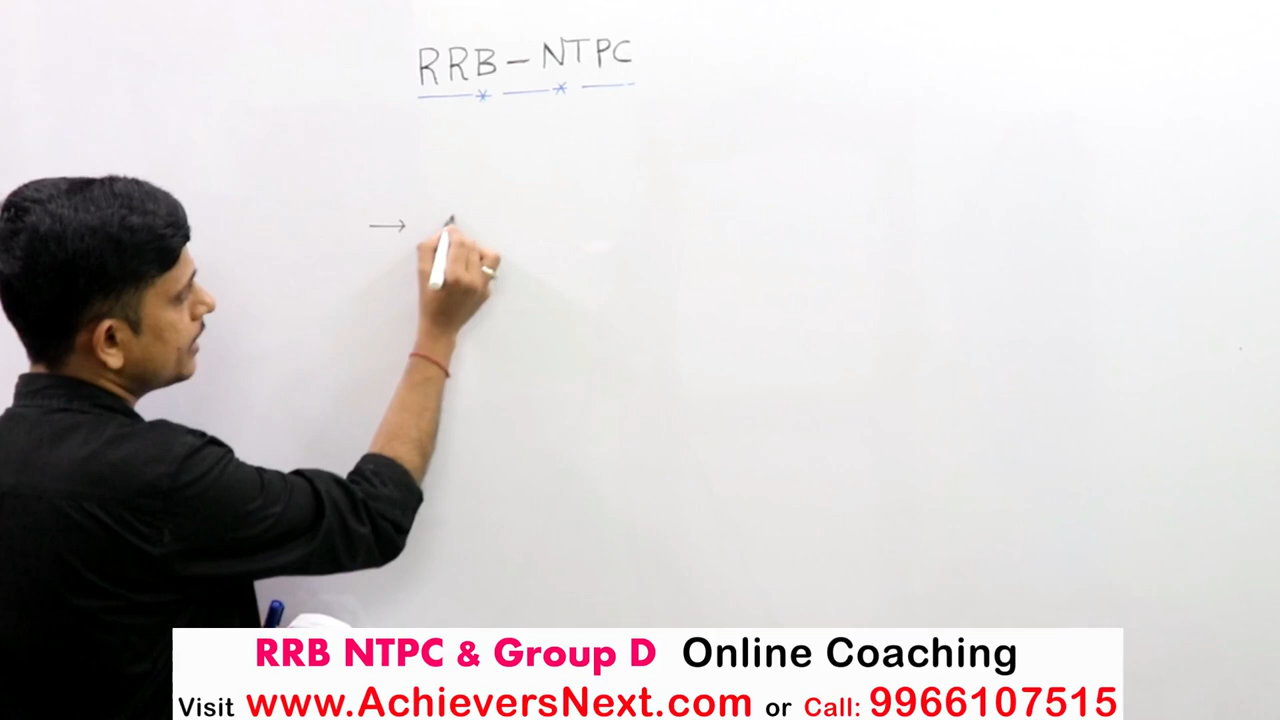 RRB - NTPC
→
RRB NTPC & Group D Online Coaching
Visit www.AchieversNext.com or Call: 9966107515